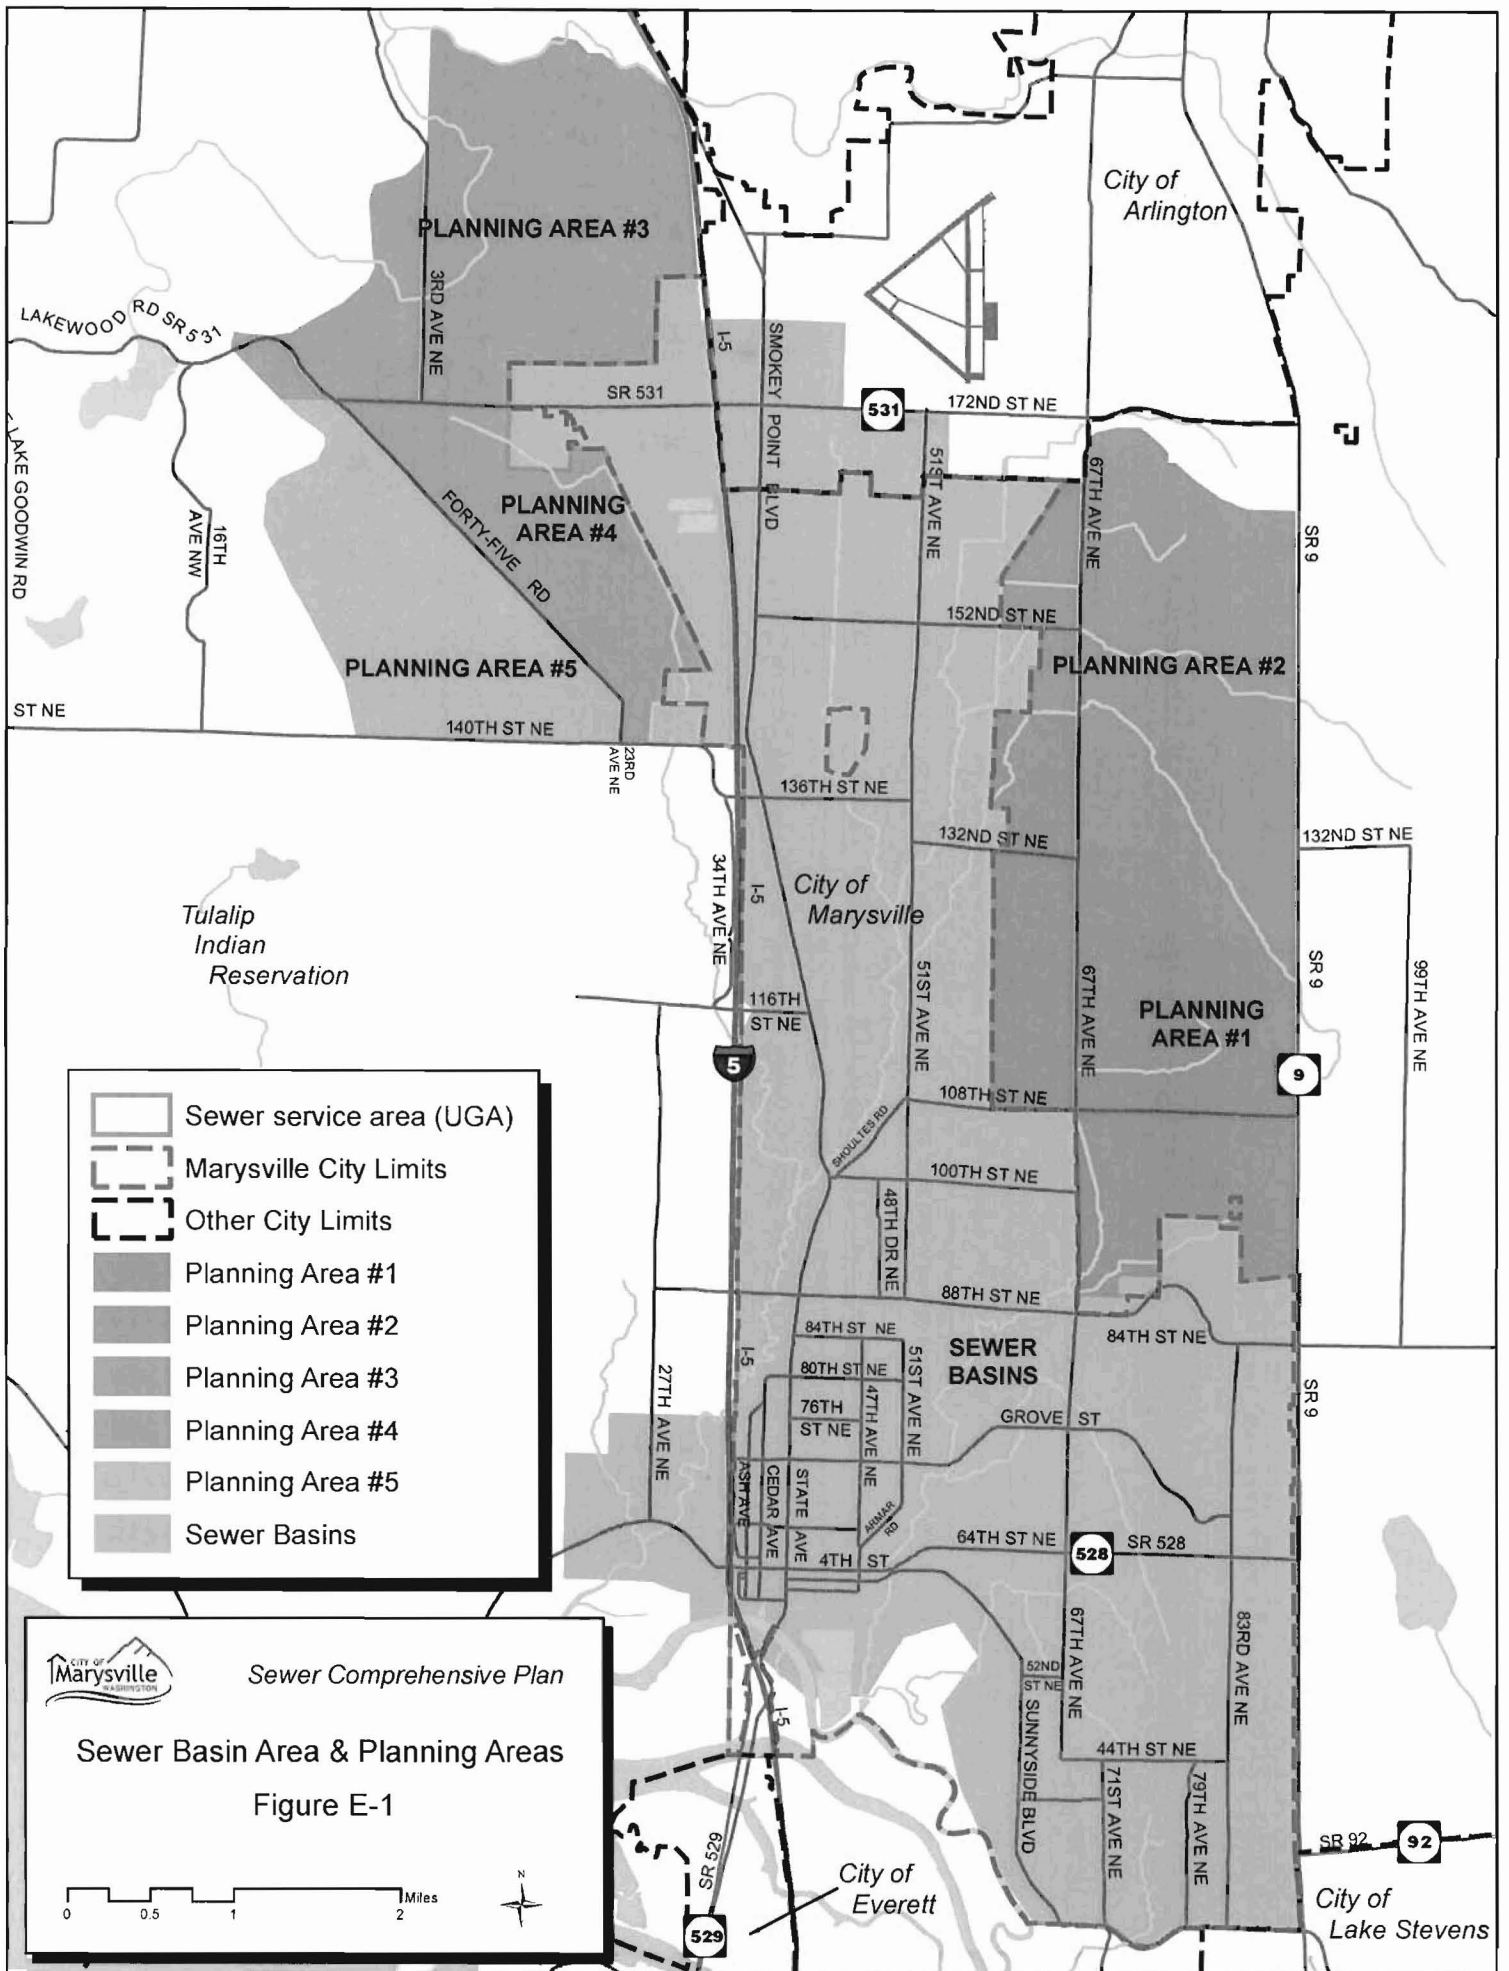 City of
Arlington
PLANNING AREA #3
3RD AVE NE
LAKEWOOD RD SR 531
I-5
SMOKEY POINT BLVD
SR 531
531
172ND ST NE
LAKE GOODWIN RD
16TH
AVE NW
FORTY-FIVE RD
PLANNING
AREA #4
51ST AVE NE
67TH AVE NE
SR 9
152ND ST NE
PLANNING AREA #5
PLANNING AREA #2
ST NE
140TH ST NE
23RD
AVE NE
136TH ST NE
132ND ST NE
132ND ST NE
34TH AVE NE
I-5
City of
Marysville
Tulalip
Indian
Reservation
51ST AVE NE
67TH AVE NE
SR 9
99TH AVE NE
116TH
ST NE
PLANNING
AREA #1
5
9
108TH ST NE
SHOULTES RD
100TH ST NE
48TH DR NE
88TH ST NE
84TH ST NE
84TH ST NE
SEWER
BASINS
I-5
80TH ST NE
51ST AVE NE
27TH AVE NE
76TH
ST NE
47TH AVE NE
GROVE ST
SR 9
ASH AVE
CEDAR AVE
STATE AVE
ARMAR
RD
64TH ST NE
528
SR 528
4TH ST
67TH AVE NE
83RD AVE NE
52ND
ST NE
SUNNYSIDE BLVD
I-5
44TH ST NE
71ST AVE NE
79TH AVE NE
SR 92
92
SR 529
529
City of
Everett
City of
Lake Stevens
Sewer service area (UGA)
Marysville City Limits
Other City Limits
Planning Area #1
Planning Area #2
Planning Area #3
Planning Area #4
Planning Area #5
Sewer Basins
CITY OF
Marysville
WASHINGTON
Sewer Comprehensive Plan
Sewer Basin Area & Planning Areas
Figure E-1
Miles
0 0.5 1 2
N